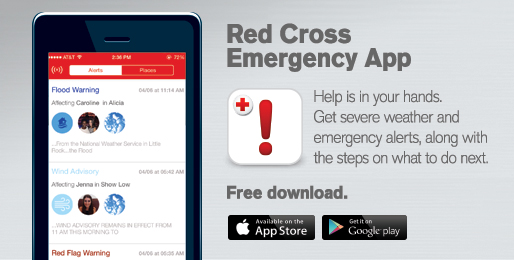 AT&T 2:36 PM 72%
Alerts Places
Flood Warning 04/08 at 11:14 AM
Affecting Caroline in Alicia
...From the National Weather Service in Little
Rock...the Flood
Wind Advisory 04/08 at 06:42 AM
Affecting Jenna in Show Low
...WIND ADVISORY REMAINS IN EFFECT FROM
11 AM THIS MORNING TO
Red Flag Warning 04/08 at 05:25 AM
Red Cross
Emergency App
Help is in your hands.
Get severe weather and
emergency alerts, along with
the steps on what to do next.
Free download.
Available on the
App Store
Get it on
Google play